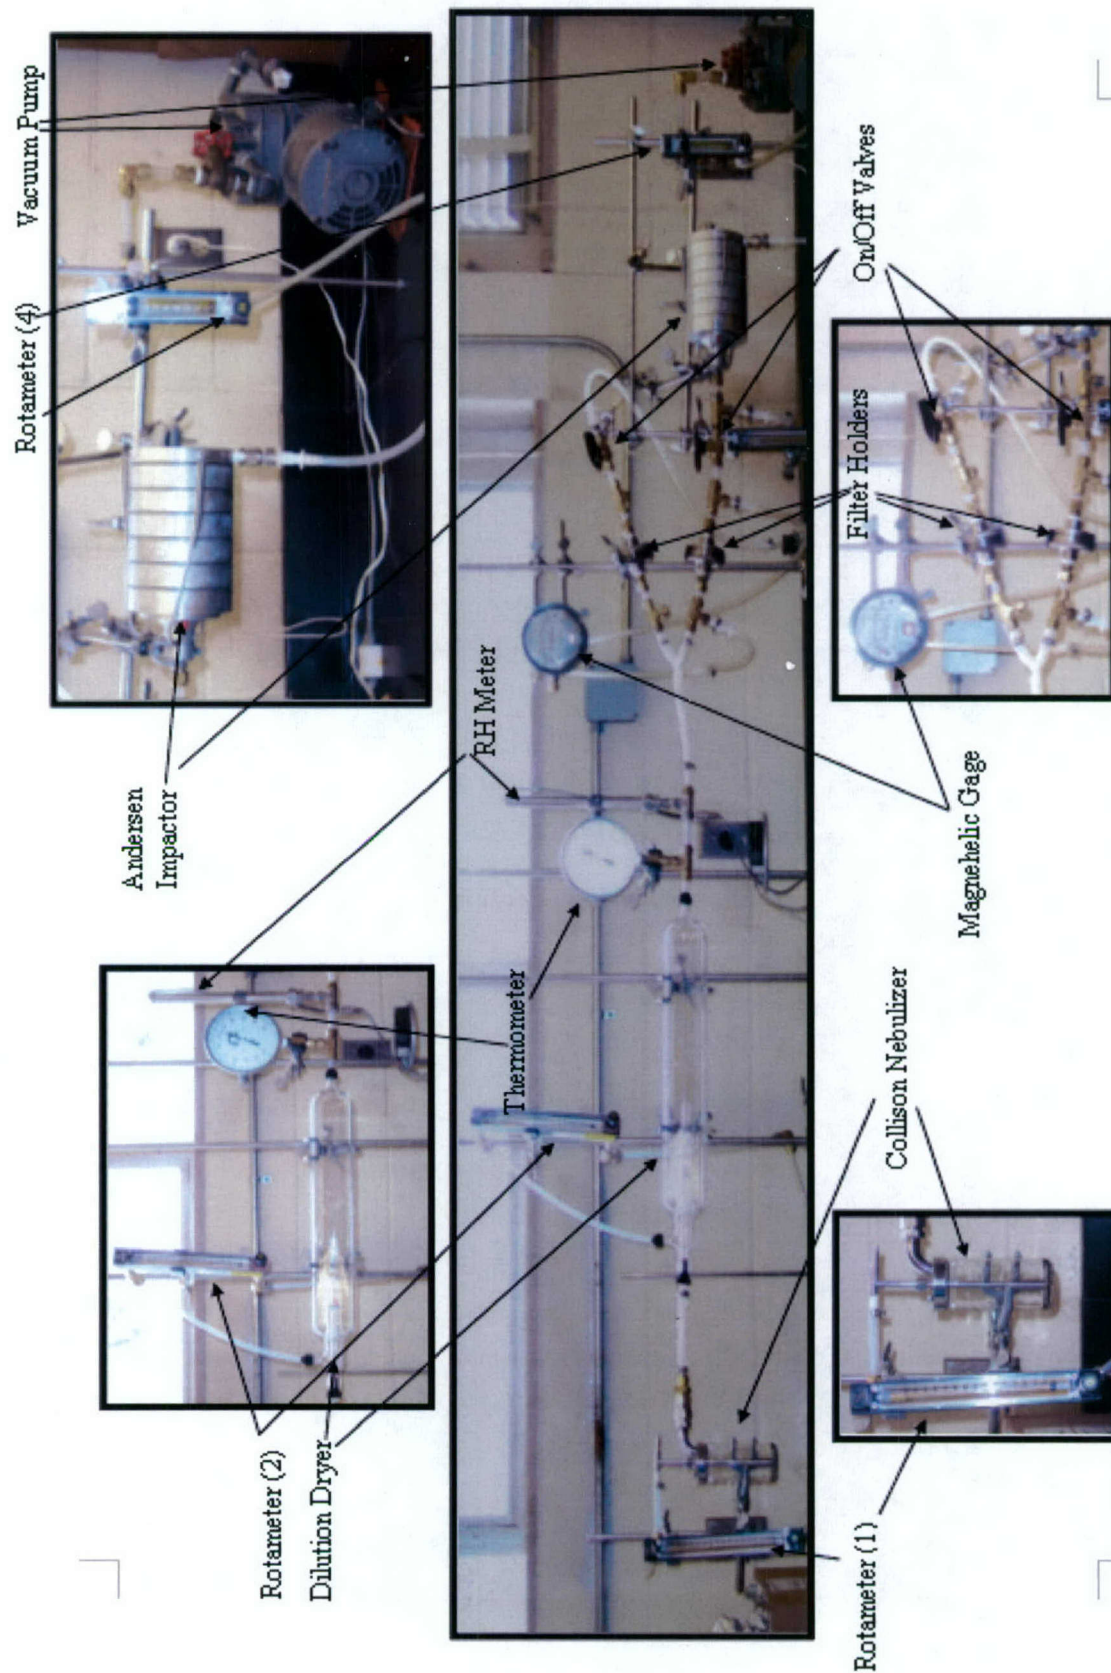 Rotameter (4)
Vacuum Pump
Andersen
Impactor
RH Meter
Rotameter (2)
Dilution Dryer
Thermometer
Filter Holders
On/Off Valves
Magnehelic Gage
Collison Nebulizer
Rotameter (1)